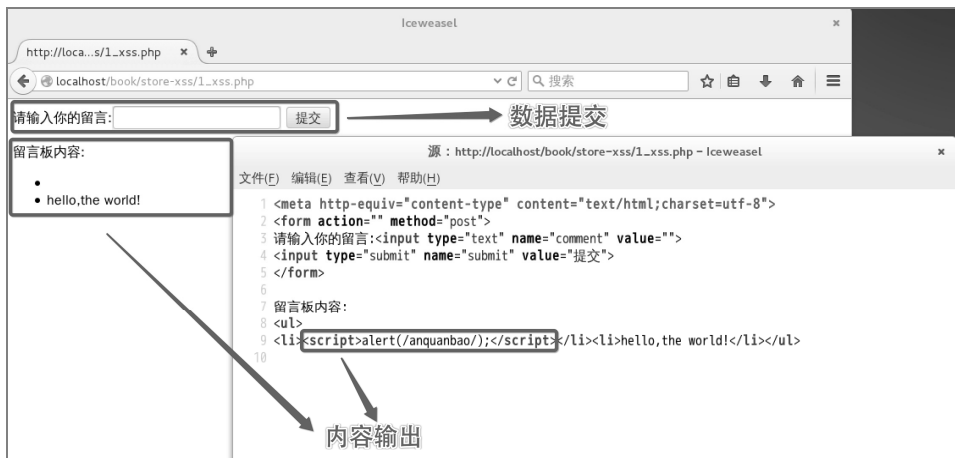 Iceweasel
http://loca...s/1_xss.php
localhost/book/store-xss/1_xss.php
搜索
请输入你的留言:
提交
数据提交
留言板内容:
hello,the world!
源：http://localhost/book/store-xss/1_xss.php - Iceweasel
文件(F) 编辑(E) 查看(V) 帮助(H)
1 <meta http-equiv="content-type" content="text/html;charset=utf-8">
2 <form action="" method="post">
3 请输入你的留言:<input type="text" name="comment" value="">
4 <input type="submit" name="submit" value="提交">
5 </form>
6
7 留言板内容:
8 <ul>
9 <li><script>alert(/anquanbao/);</script></li><li>hello,the world!</li></ul>
10
内容输出